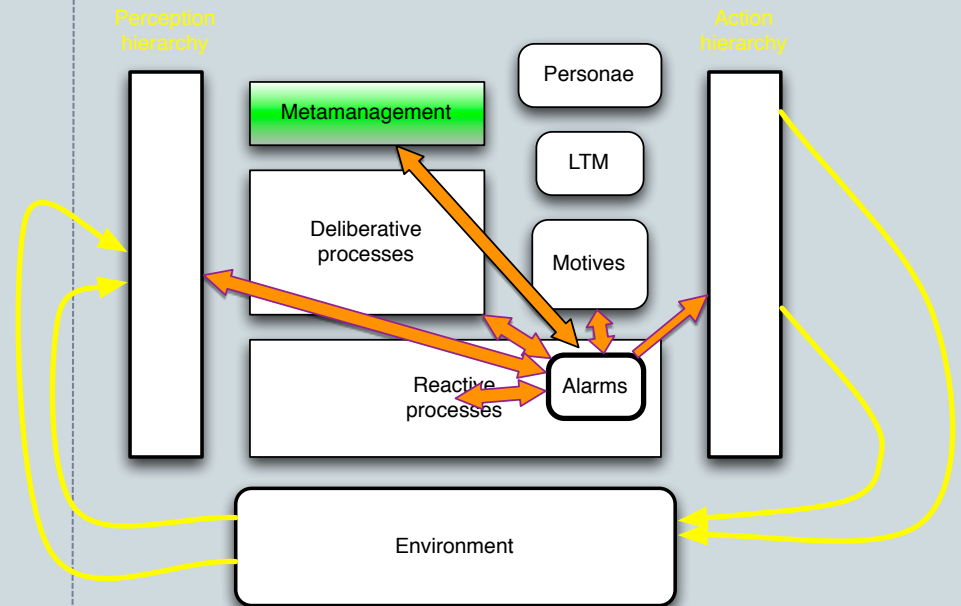 Perception
hierarchy
Action
hierarchy
Personae
Metamanagement
LTM
Deliberative
processes
Motives
Reactive
processes
Alarms
Environment